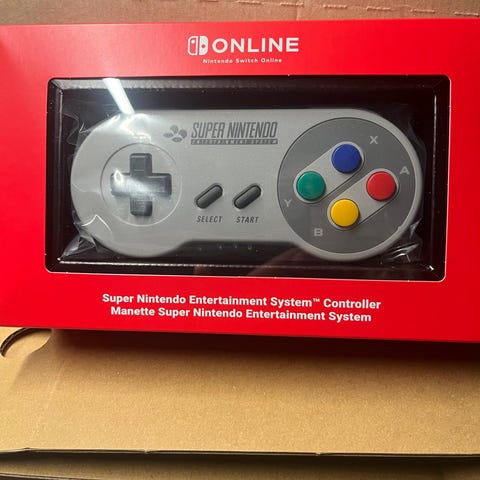 ONLINE
Nintendo Switch Online
SUPER NINTENDO
ENTERTAINMENT SYSTEM
X
A
Y
B
SELECT
START
Super Nintendo Entertainment System™ Controller
Manette Super Nintendo Entertainment System